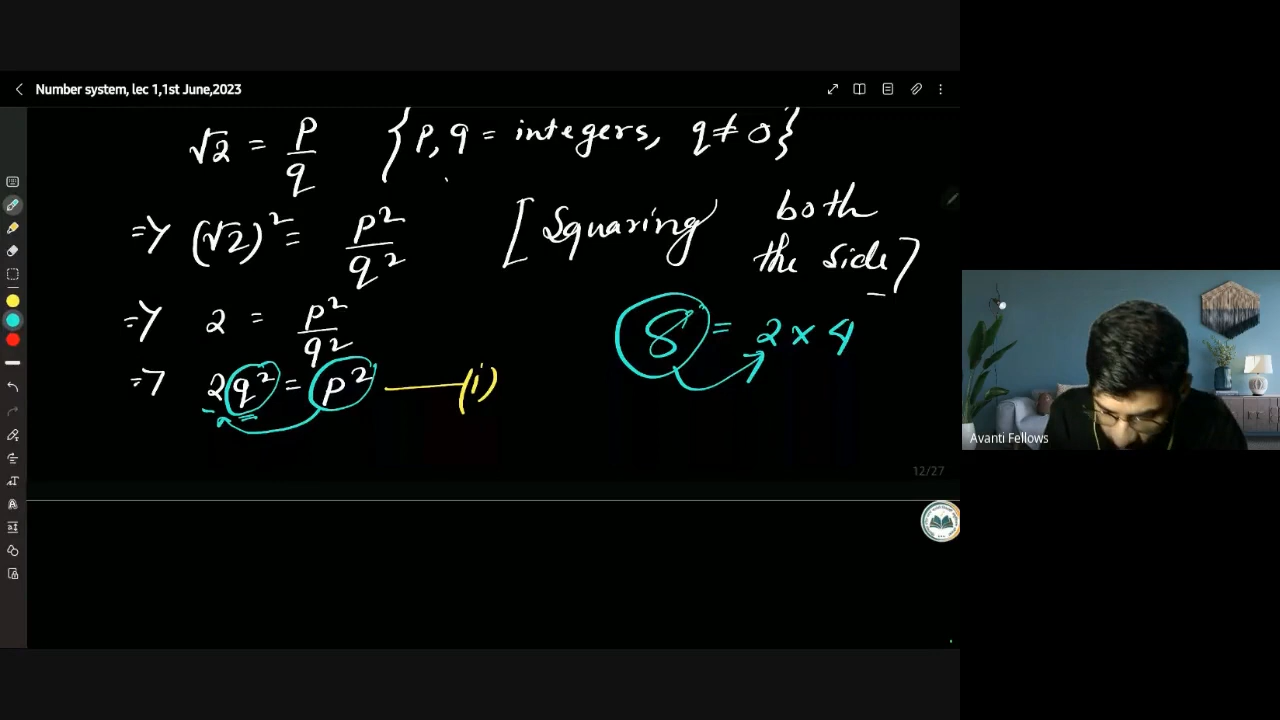 Number system, lec 1,1st June,2023
√2 = p/q {p, q = integers, q ≠ 0}
=> (√2)² = p²/q² [Squaring both the side]
=> 2 = p²/q²
8 = 2 × 4
=> 2q² = p² —— (i)
12/27
Avanti Fellows